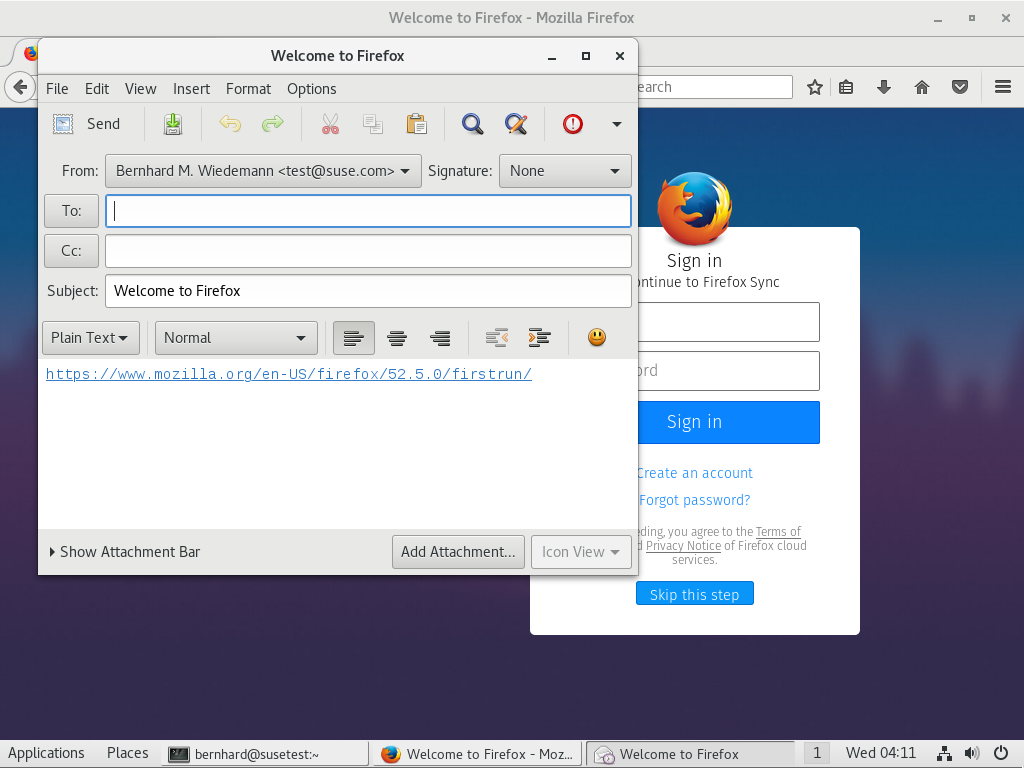 Welcome to Firefox - Mozilla Firefox
Welcome to Firefox
File Edit View Insert Format Options
earch
Send
From: Bernhard M. Wiedemann <test@suse.com> Signature: None
To:
Cc:
Subject: Welcome to Firefox
Plain Text Normal
https://www.mozilla.org/en-US/firefox/52.5.0/firstrun/
Show Attachment Bar Add Attachment... Icon View
Sign in
ontinue to Firefox Sync
ord
Sign in
Create an account
Forgot password?
eding, you agree to the Terms of
d Privacy Notice of Firefox cloud
services.
Skip this step
Applications Places bernhard@susetest:~ Welcome to Firefox - Moz... Welcome to Firefox 1 Wed 04:11